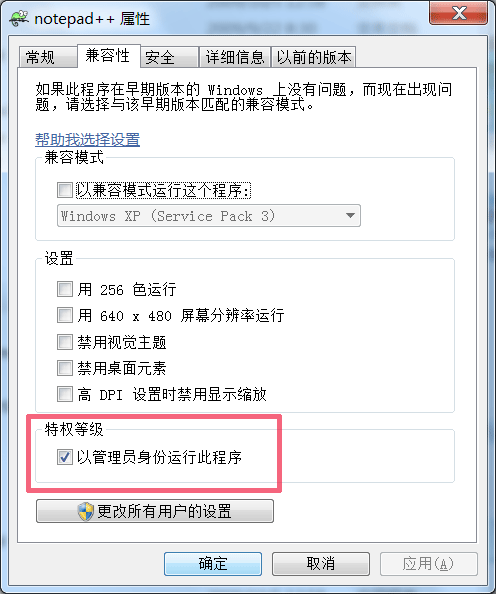 notepad++ 属性
常规 兼容性 安全 详细信息 以前的版本
如果此程序在早期版本的 Windows 上没有问题，而现在出现问
题，请选择与该早期版本匹配的兼容模式。
帮助我选择设置
兼容模式
以兼容模式运行这个程序:
Windows XP (Service Pack 3)
设置
用 256 色运行
用 640 x 480 屏幕分辨率运行
禁用视觉主题
禁用桌面元素
高 DPI 设置时禁用显示缩放
特权等级
以管理员身份运行此程序
更改所有用户的设置
确定 取消 应用(A)